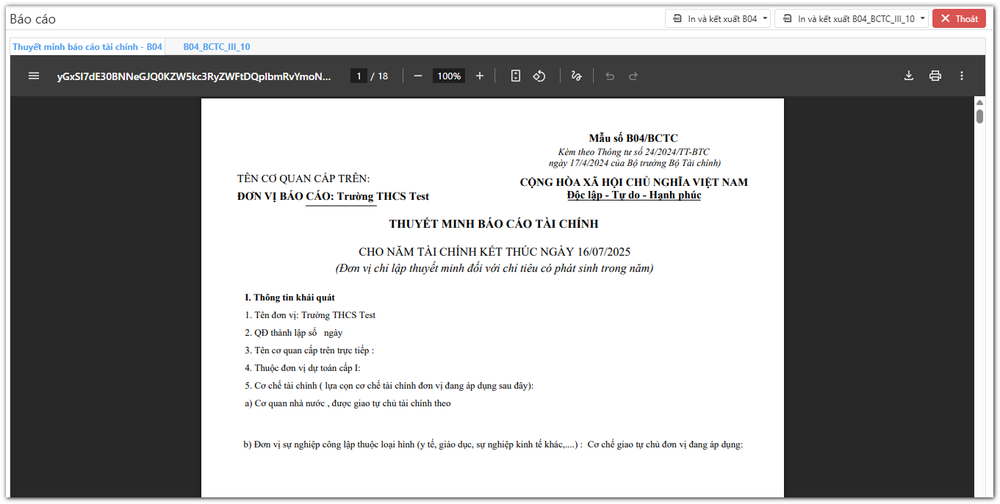 Báo cáo
In và kết xuất B04
In và kết xuất B04_BCTC_III_10
Thoát
Thuyết minh báo cáo tài chính - B04
B04_BCTC_III_10
yGxSI7dE30BNNeGJQ0KZW5kc3RyZWFtDQplbmRvYmoN...
1 / 18
100%
Mẫu số B04/BCTC
Kèm theo Thông tư số 24/2024/TT-BTC
ngày 17/4/2024 của Bộ trưởng Bộ Tài chính)
TÊN CƠ QUAN CẤP TRÊN:
ĐƠN VỊ BÁO CÁO: Trường THCS Test
CỘNG HÒA XÃ HỘI CHỦ NGHĨA VIỆT NAM
Độc lập - Tự do - Hạnh phúc
THUYẾT MINH BÁO CÁO TÀI CHÍNH
CHO NĂM TÀI CHÍNH KẾT THÚC NGÀY 16/07/2025
(Đơn vị chỉ lập thuyết minh đối với chỉ tiêu có phát sinh trong năm)
I. Thông tin khái quát
1. Tên đơn vị: Trường THCS Test
2. QĐ thành lập số ngày
3. Tên cơ quan cấp trên trực tiếp :
4. Thuộc đơn vị dự toán cấp I:
5. Cơ chế tài chính ( lựa cọn cơ chế tài chính đơn vị đang áp dụng sau đây):
a) Cơ quan nhà nước , được giao tự chủ tài chính theo
b) Đơn vị sự nghiệp công lập thuộc loại hình (y tế, giáo dục, sự nghiệp kinh tế khác,....) : Cơ chế giao tự chủ đơn vị đang áp dụng: